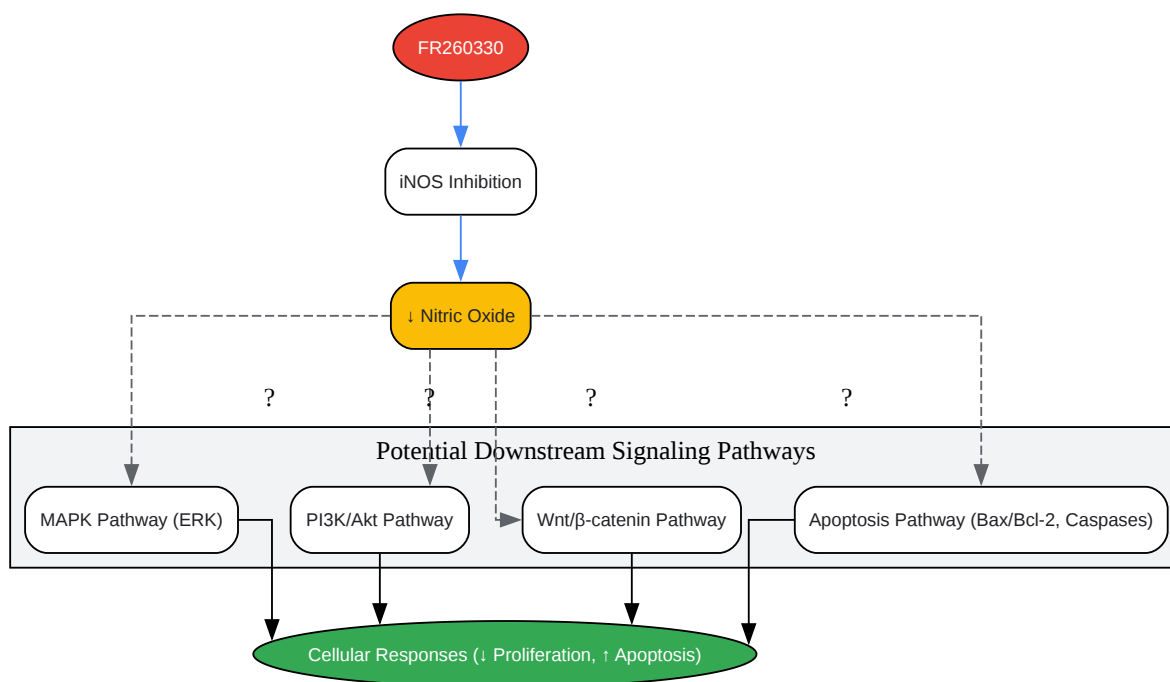 FR260330
iNOS Inhibition
↓ Nitric Oxide
? ? ? ?
Potential Downstream Signaling Pathways
MAPK Pathway (ERK)
PI3K/Akt Pathway
Wnt/β-catenin Pathway
Apoptosis Pathway (Bax/Bcl-2, Caspases)
Cellular Responses (↓ Proliferation, ↑ Apoptosis)